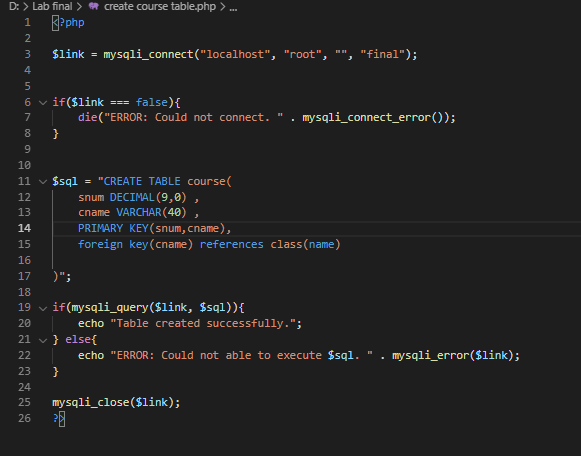 D: > Lab final > create course table.php > ...
1 <?php
2
3 $link = mysqli_connect("localhost", "root", "", "final");
4
5
6 if($link === false){
7 die("ERROR: Could not connect. " . mysqli_connect_error());
8 }
9
10
11 $sql = "CREATE TABLE course(
12 snum DECIMAL(9,0) ,
13 cname VARCHAR(40) ,
14 PRIMARY KEY(snum,cname),
15 foreign key(cname) references class(name)
16
17 )";
18
19 if(mysqli_query($link, $sql)){
20 echo "Table created successfully.";
21 } else{
22 echo "ERROR: Could not able to execute $sql. " . mysqli_error($link);
23 }
24
25 mysqli_close($link);
26 ?>